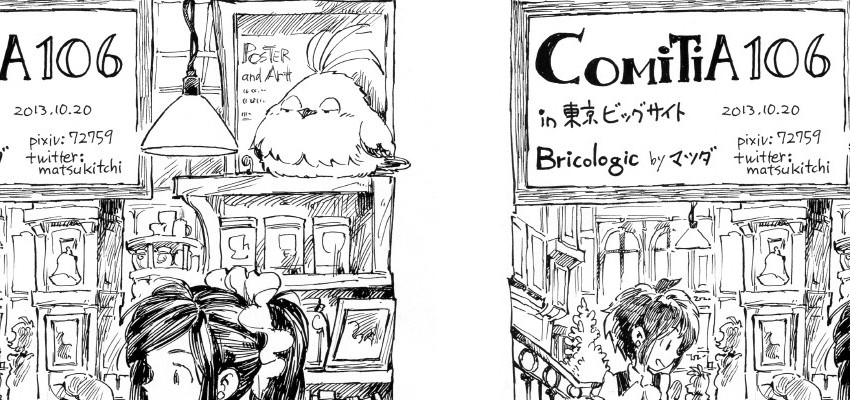 A106
2013.10.20
pixiv: 72759
twitter:
matsukitchi
POSTER
and Art
COMiTiA106
in 東京ビッグサイト
2013.10.20
Bricologic by マツダ
pixiv: 72759
twitter:
matsukitchi